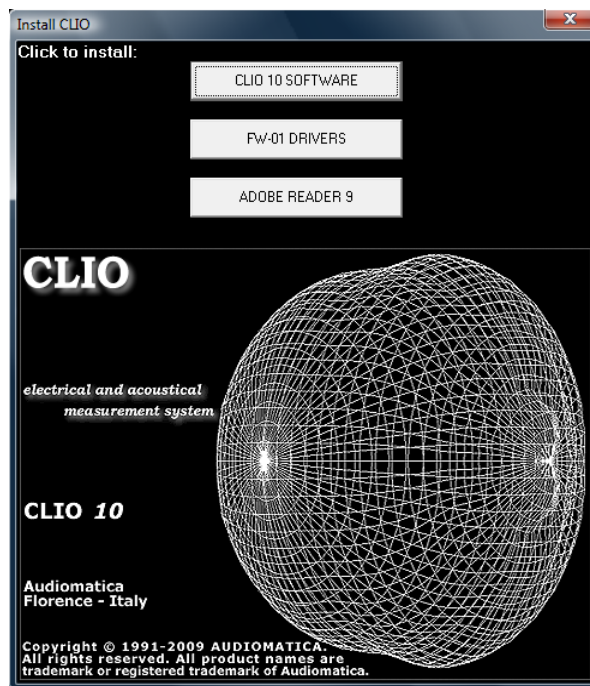 Install CLIO
X
Click to install:
CLIO 10 SOFTWARE
FW-01 DRIVERS
ADOBE READER 9
CLIO
electrical and acoustical
measurement system
CLIO 10
Audiomatica
Florence - Italy
Copyright © 1991-2009 AUDIOMATICA.
All rights reserved. All product names are
trademark or registered trademark of Audiomatica.